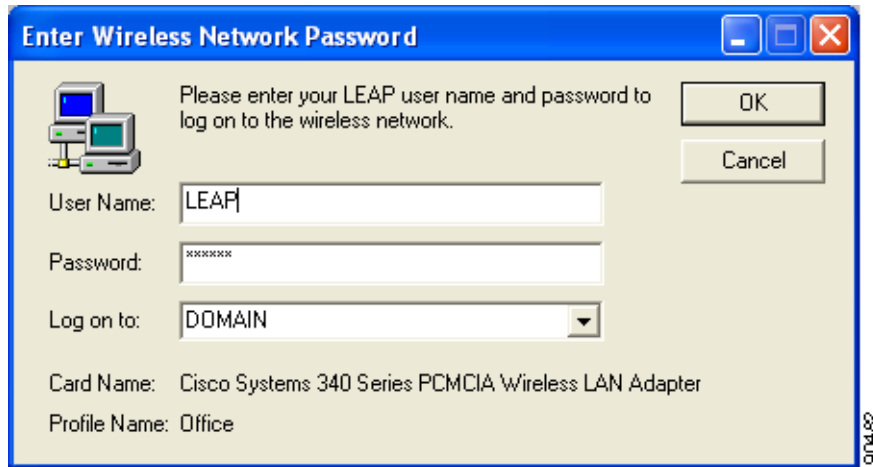 Enter Wireless Network Password
Please enter your LEAP user name and password to
log on to the wireless network.
OK
Cancel
User Name: LEAP
Password: ******
Log on to: DOMAIN
Card Name: Cisco Systems 340 Series PCMCIA Wireless LAN Adapter
Profile Name: Office
90482